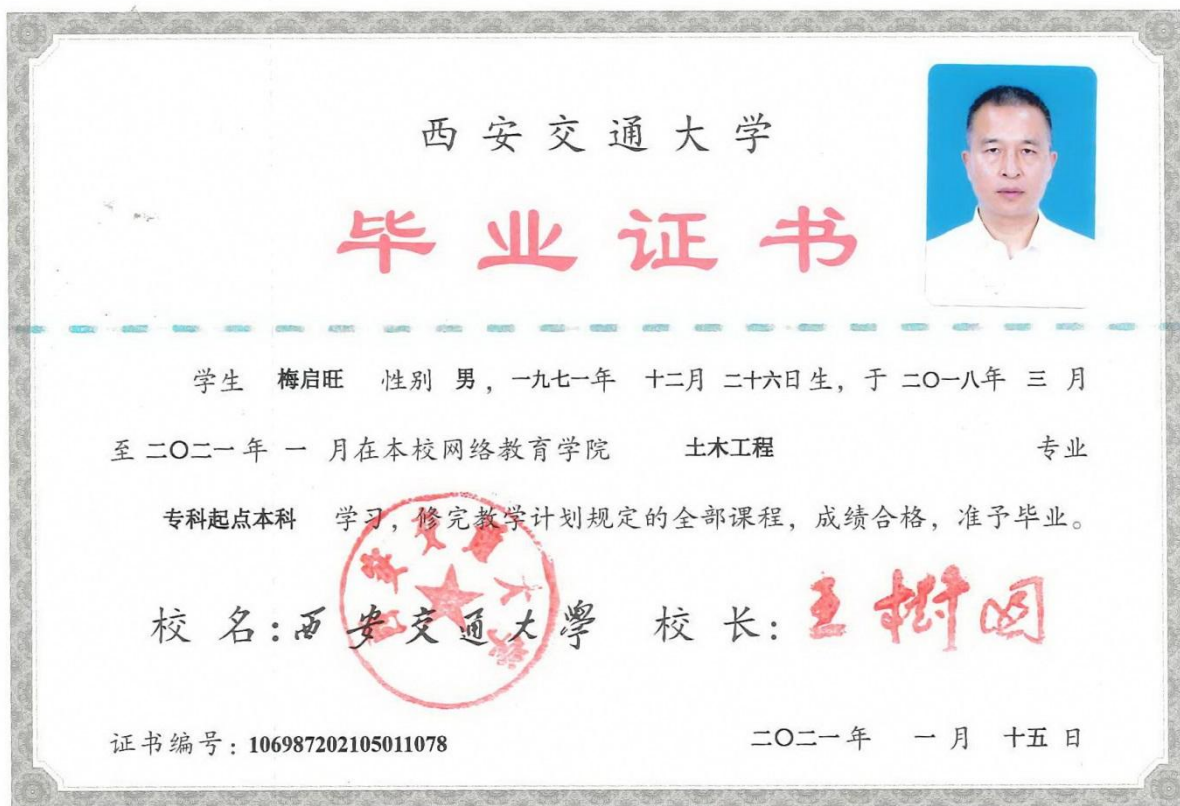 西安交通大学
毕业证书
学生 梅启旺 性别 男，一九七一年 十二月 二十六日生，于 二〇一八年 三 月
至 二〇二一 年 一 月在本校网络教育学院 土木工程 专业
专科起点本科 学习，修完教学计划规定的全部课程，成绩合格，准予毕业。
校 名：西安交通大學 校 长：王树国
证书编号：106987202105011078 二〇二一 年 一 月 十五 日